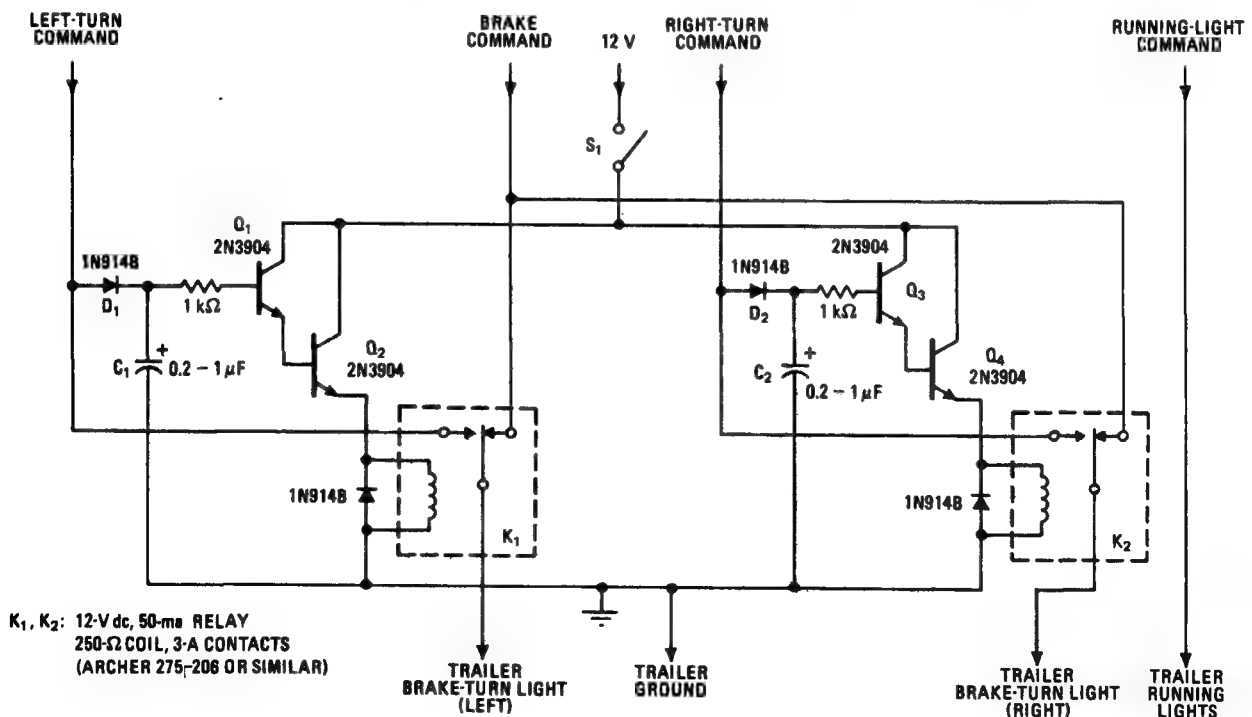 LEFT-TURN
COMMAND
BRAKE
COMMAND
12 V
RIGHT-TURN
COMMAND
RUNNING-LIGHT
COMMAND
S1
Q1
2N3904
1N914B
D1
1 kΩ
Q2
2N3904
C1
+
0.2 – 1 μF
1N914B
K1
2N3904
1N914B
Q3
D2
1 kΩ
Q4
2N3904
C2
+
0.2 – 1 μF
1N914B
K2
K1, K2: 12-V dc, 50-ma RELAY
250-Ω COIL, 3-A CONTACTS
(ARCHER 275-206 OR SIMILAR)
TRAILER
BRAKE-TURN LIGHT
(LEFT)
TRAILER
GROUND
TRAILER
BRAKE-TURN LIGHT
(RIGHT)
TRAILER
RUNNING
LIGHTS